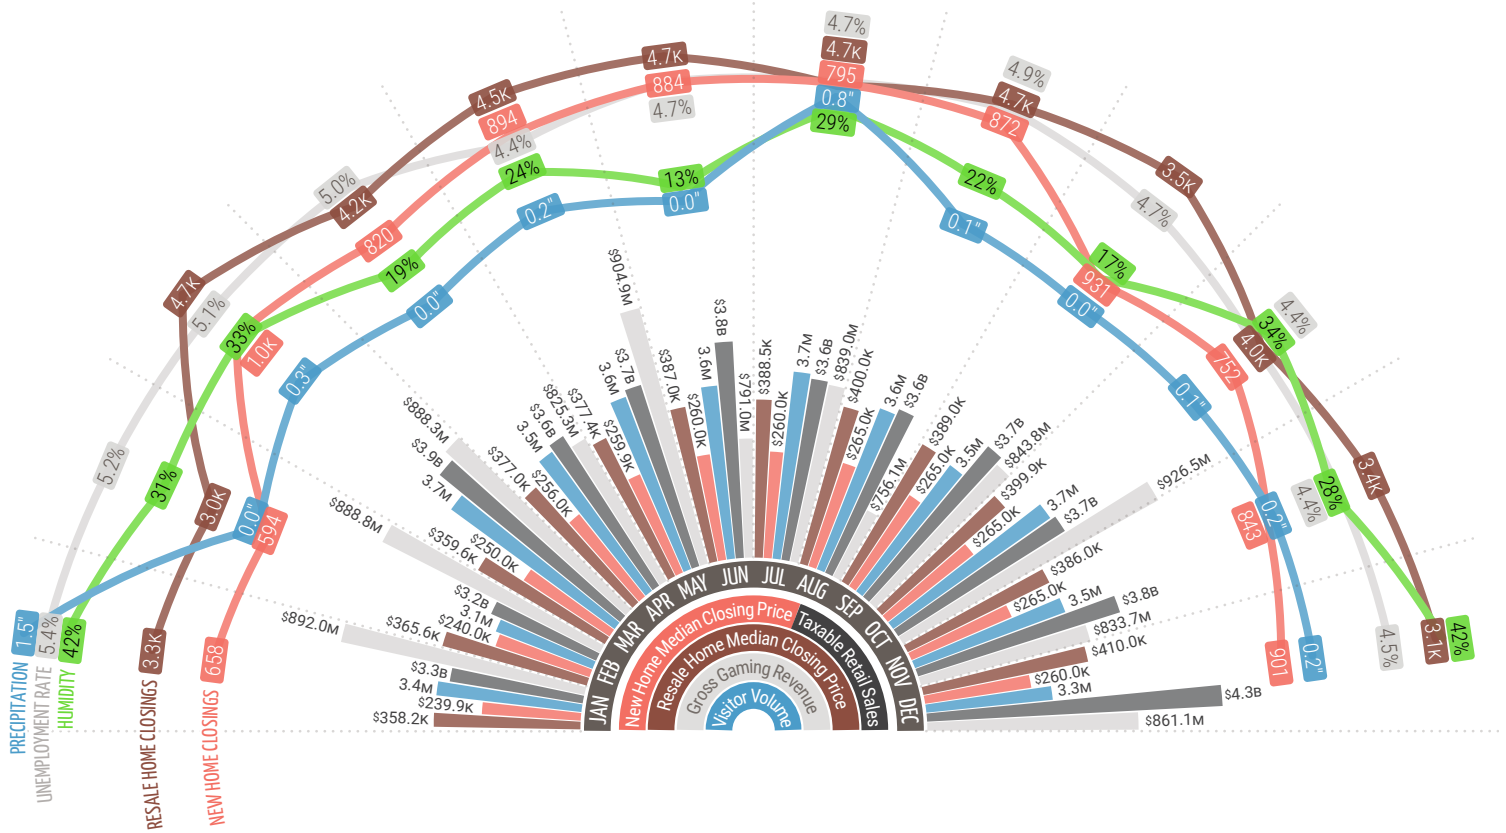 4.7%
4.7K
795
0.8"
29%
4.7K
884
4.7%
13%
0.0"
4.9%
4.7K
872
22%
0.1"
4.5K
894
4.4%
24%
0.2"
5.0%
4.2K
820
19%
0.0"
3.5K
4.7%
17%
931
0.0"
4.7K
5.1%
33%
1.0K
0.3"
4.4%
34%
4.0K
752
0.1"
5.2%
31%
3.0K
0.0"
594
3.4K
28%
4.4%
0.2"
843
1.5"
5.4%
42%
3.3K
658
901
0.2"
4.5%
3.1K
42%
PRECIPITATION
UNEMPLOYMENT RATE
HUMIDITY
RESALE HOME CLOSINGS
NEW HOME CLOSINGS
$358.2K
$239.9K
3.4M
$3.3B
$892.0M
$365.6K
$240.0K
3.1M
$3.2B
$888.8M
$359.6K
$250.0K
3.7M
$3.9B
$888.3M
$377.0K
$256.0K
3.5M
$3.6B
$825.3M
$377.4K
$259.9K
3.6M
$3.7B
$904.9M
$387.0K
$260.0K
3.6M
$3.8B
$791.0M
$388.5K
$260.0K
3.7M
$3.6B
$839.0M
$400.0K
$265.0K
3.6M
$3.6B
$756.1M
$389.0K
$265.0K
3.5M
$3.7B
$843.8M
$399.9K
$265.0K
3.7M
$3.7B
$926.5M
$386.0K
$265.0K
3.5M
$3.8B
$833.7M
$410.0K
$260.0K
3.3M
$4.3B
$861.1M
JAN
FEB
MAR
APR
MAY
JUN
JUL
AUG
SEP
OCT
NOV
DEC
New Home Median Closing Price
Taxable Retail Sales
Resale Home Median Closing Price
Gross Gaming Revenue
Visitor Volume